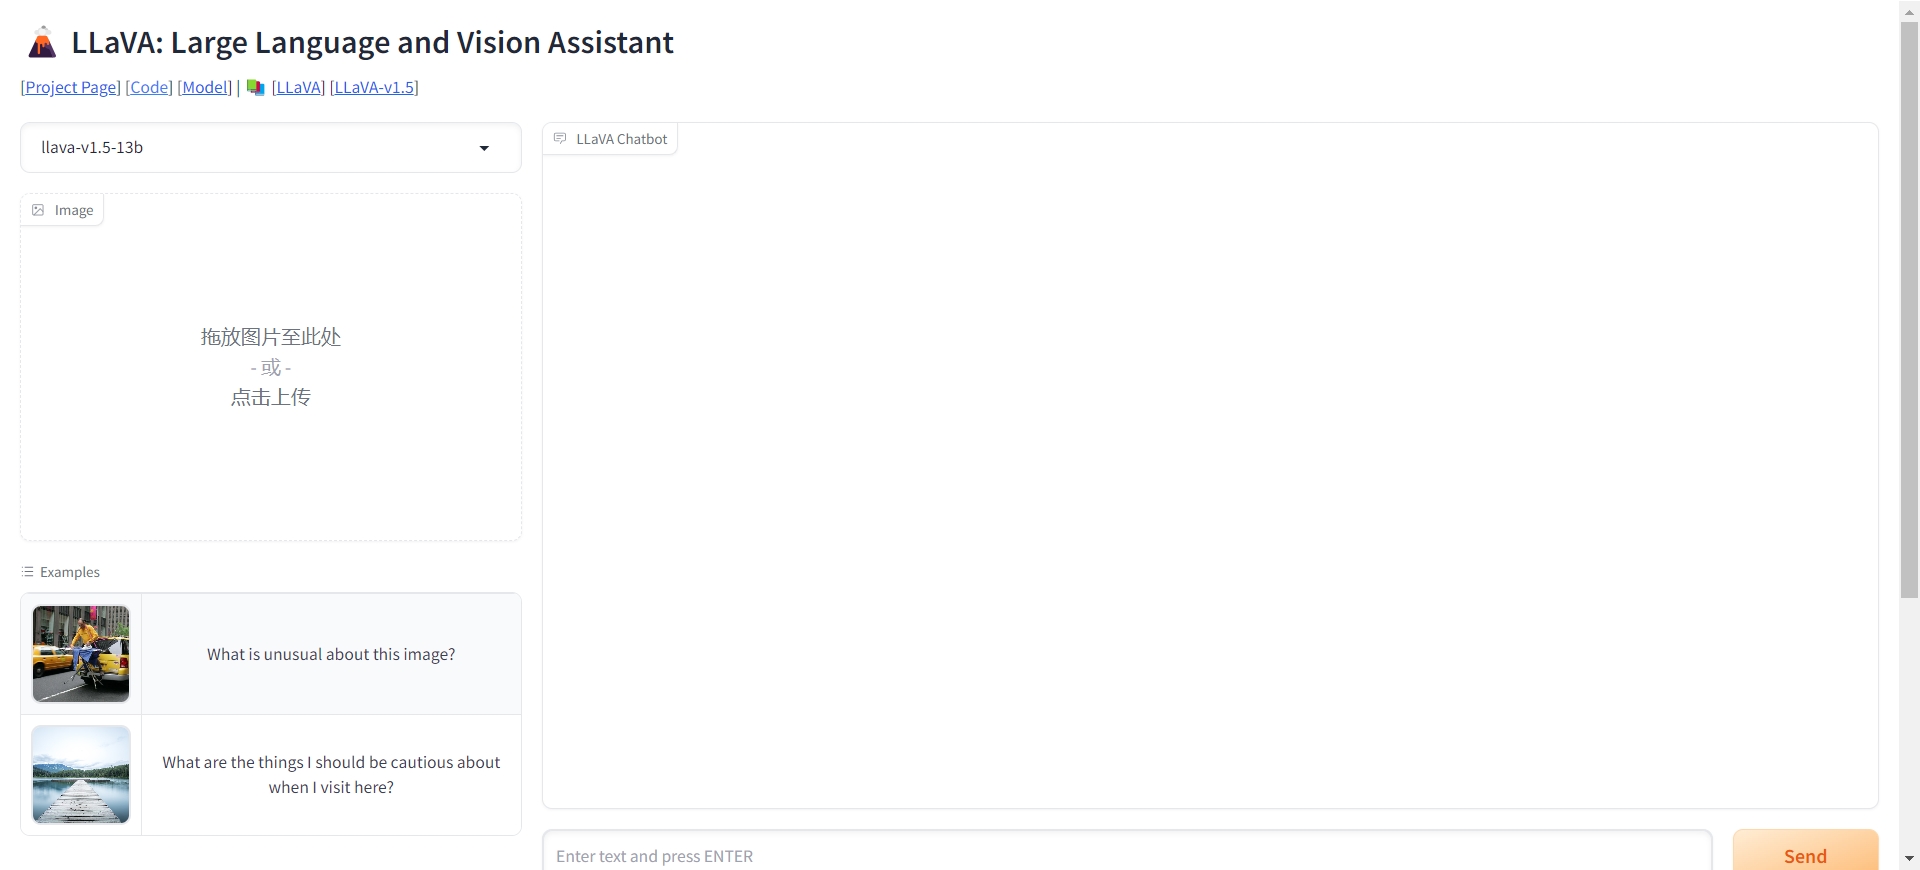 LLaVA: Large Language and Vision Assistant
[Project Page] [Code] [Model] | [LLaVA] [LLaVA-v1.5]
llava-v1.5-13b
Image
拖放图片至此处
- 或 -
点击上传
Examples
What is unusual about this image?
What are the things I should be cautious about
when I visit here?
LLaVA Chatbot
Enter text and press ENTER
Send